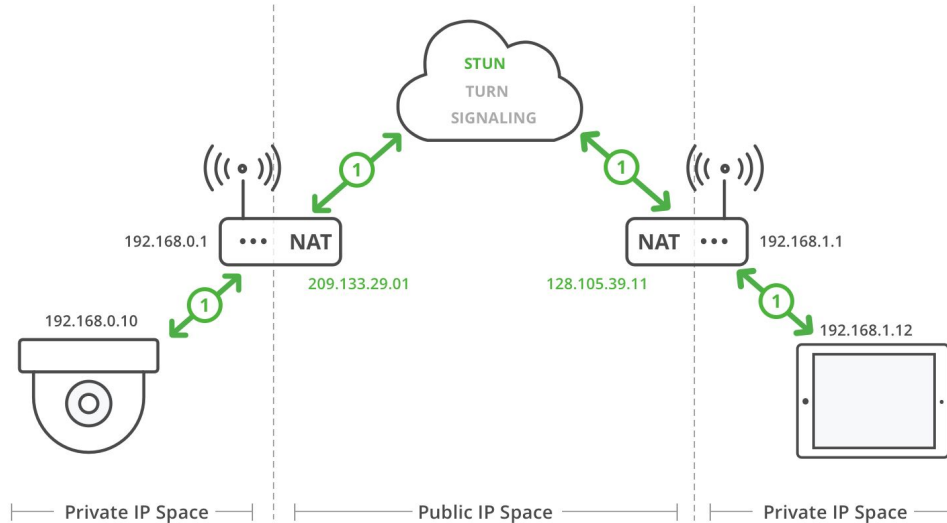 STUN
TURN
SIGNALING
1
1
192.168.0.1
NAT
NAT
192.168.1.1
209.133.29.01
128.105.39.11
1
1
192.168.0.10
192.168.1.12
Private IP Space
Public IP Space
Private IP Space